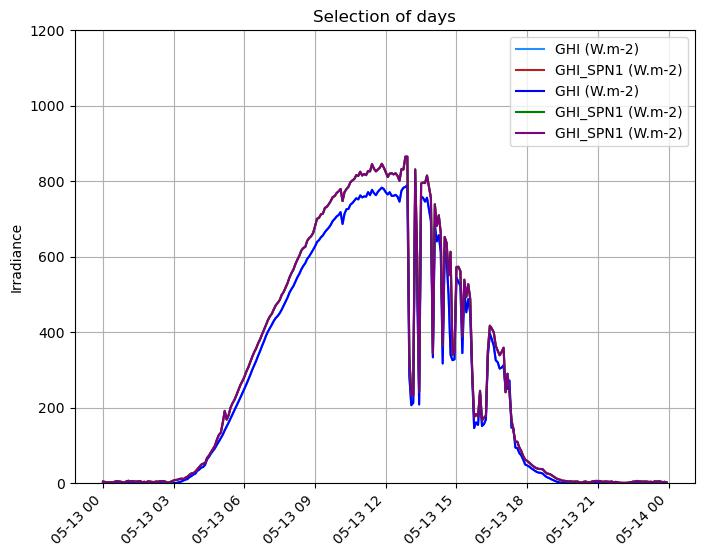 Selection of days
GHI (W.m-2)
GHI_SPN1 (W.m-2)
GHI (W.m-2)
GHI_SPN1 (W.m-2)
GHI_SPN1 (W.m-2)
Irradiance
1200
1000
800
600
400
200
0
05-13 00
05-13 03
05-13 06
05-13 09
05-13 12
05-13 15
05-13 18
05-13 21
05-14 00